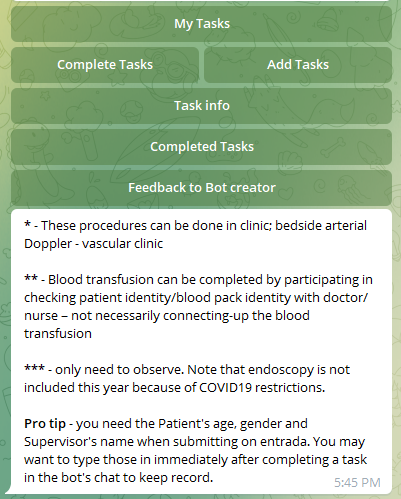 My Tasks
Complete Tasks
Add Tasks
Task info
Completed Tasks
Feedback to Bot creator
* - These procedures can be done in clinic; bedside arterial
Doppler - vascular clinic
** - Blood transfusion can be completed by participating in
checking patient identity/blood pack identity with doctor/
nurse – not necessarily connecting-up the blood
transfusion
*** - only need to observe. Note that endoscopy is not
included this year because of COVID19 restrictions.
Pro tip - you need the Patient's age, gender and
Supervisor's name when submitting on entrada. You may
want to type those in immediately after completing a task
in the bot's chat to keep record.
5:45 PM